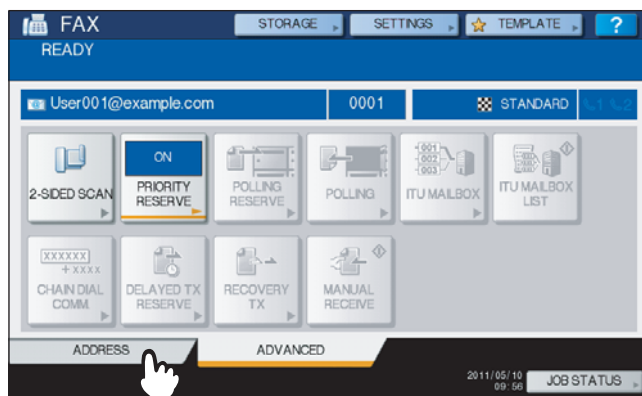 FAX
STORAGE
SETTINGS
TEMPLATE
?
READY
User001@example.com
0001
STANDARD
1 2
2-SIDED SCAN
ON
PRIORITY
RESERVE
POLLING
RESERVE
POLLING
001
002
003
ITU MAILBOX
ITU MAILBOX
LIST
XXXXXX
+ XXXX
CHAIN DIAL
COMM.
DELAYED TX
RESERVE
RECOVERY
TX
MANUAL
RECEIVE
ADDRESS
ADVANCED
2011/05/10
09:56
JOB STATUS